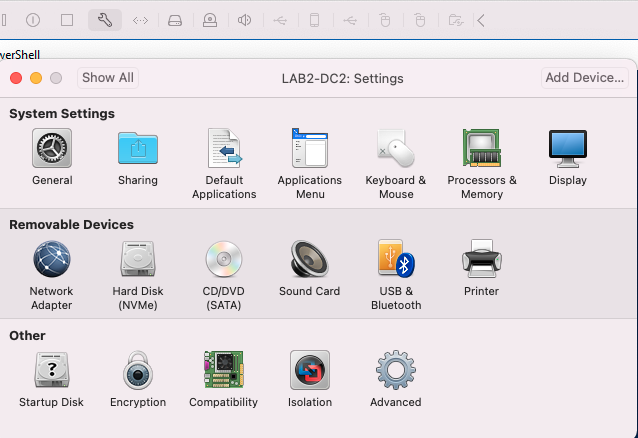 werShell
Show All
LAB2-DC2: Settings
Add Device...
System Settings
General
Sharing
Default
Applications
Applications
Menu
Keyboard &
Mouse
Processors &
Memory
Display
Removable Devices
Network
Adapter
Hard Disk
(NVMe)
CD/DVD
(SATA)
Sound Card
USB &
Bluetooth
Printer
Other
?
Startup Disk
Encryption
Compatibility
Isolation
Advanced